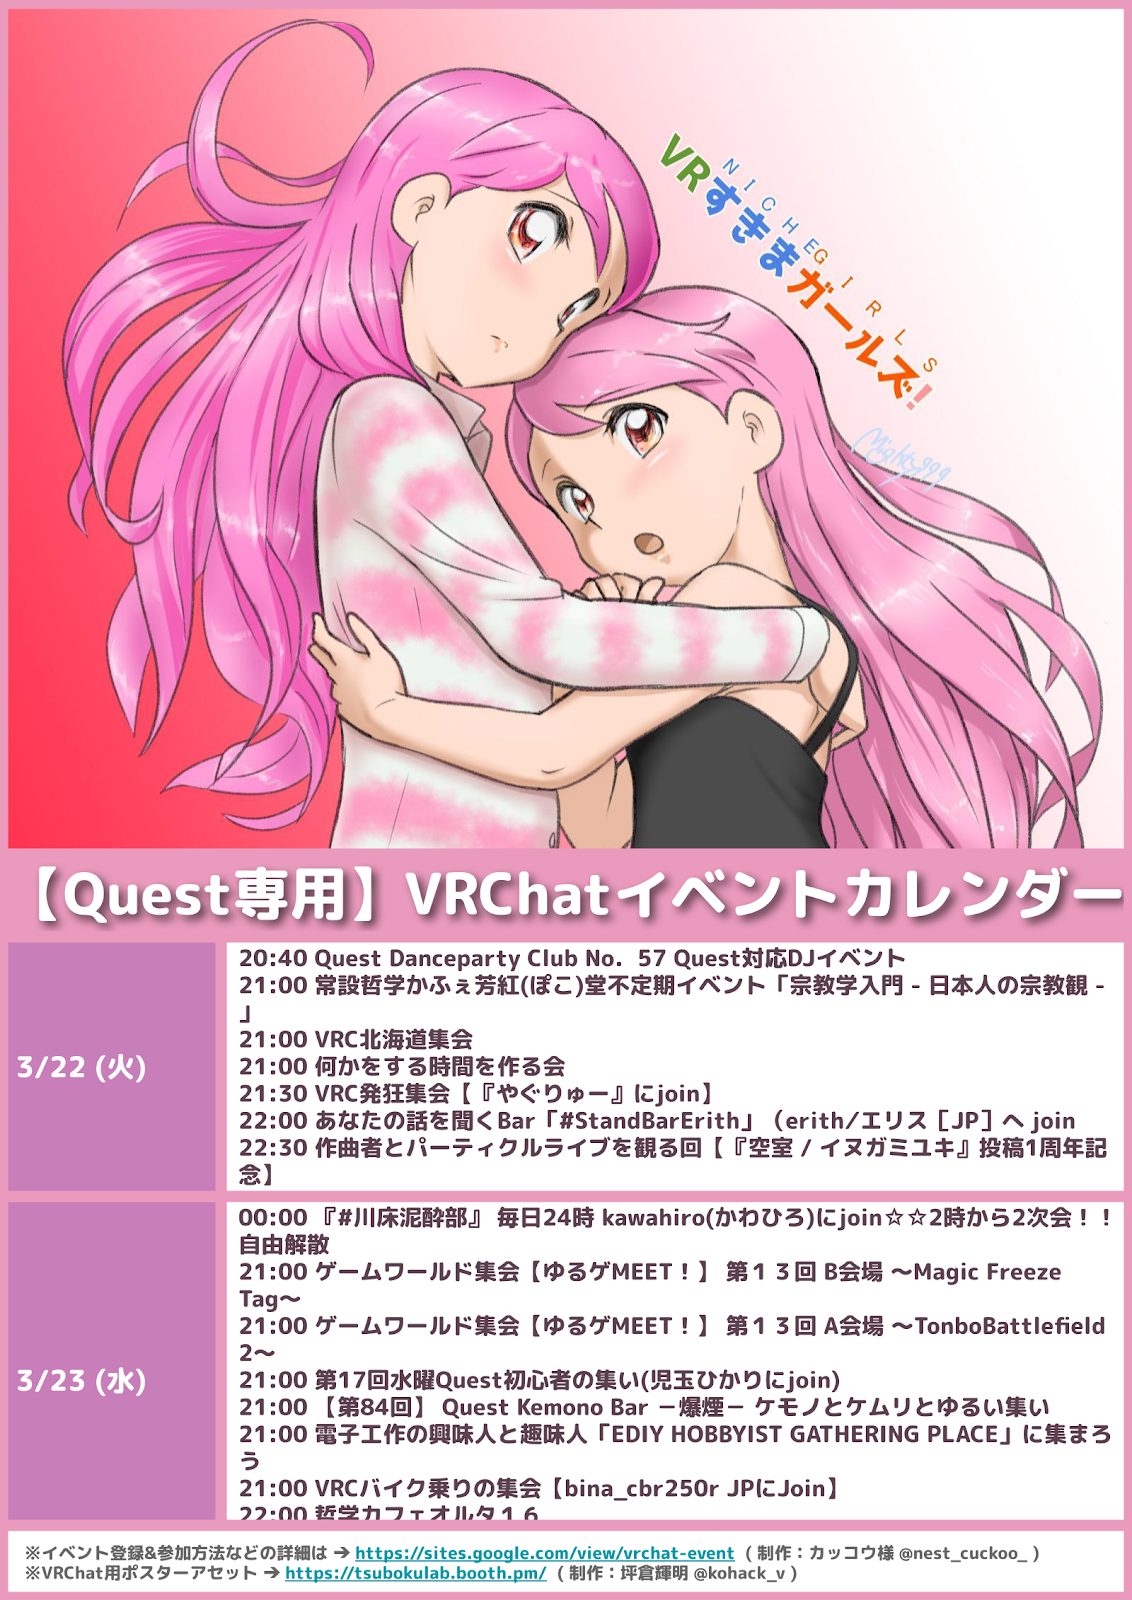 NICHE GIRLS
VRすきまガールズ!
Mighty999
【Quest専用】VRChatイベントカレンダー
3/22 (火)
20:40 Quest Danceparty Club No. 57 Quest対応DJイベント
21:00 常設哲学かふぇ芳紅(ぽこ)堂不定期イベント「宗教学入門 - 日本人の宗教観 -
」
21:00 VRC北海道集会
21:00 何かをする時間を作る会
21:30 VRC発狂集会【『やぐりゅー』にjoin】
22:00 あなたの話を聞くBar「#StandBarErith」（erith/エリス［JP］へ join
22:30 作曲者とパーティクルライブを観る回【『空室 / イヌガミユキ』投稿1周年記
念】
3/23 (水)
00:00 『#川床泥酔部』 毎日24時 kawahiro(かわひろ)にjoin☆☆2時から2次会！！
自由解散
21:00 ゲームワールド集会【ゆるゲMEET！】 第１３回 B会場 〜Magic Freeze
Tag〜
21:00 ゲームワールド集会【ゆるゲMEET！】 第１３回 A会場 〜TonboBattlefield
2〜
21:00 第17回水曜Quest初心者の集い(児玉ひかりにjoin)
21:00 【第84回】 Quest Kemono Bar －爆煙－ ケモノとケムリとゆるい集い
21:00 電子工作の興味人と趣味人「EDIY HOBBYIST GATHERING PLACE」に集まろ
う
21:00 VRCバイク乗りの集会【bina_cbr250r JPにJoin】
22:00 哲学カフェオルタ１６
※イベント登録&参加方法などの詳細は ➔ https://sites.google.com/view/vrchat-event （制作：カッコウ様 @nest_cuckoo_ ）
※VRChat用ポスターアセット ➔ https://tsubokulab.booth.pm/ （制作：坪倉輝明 @kohack_v ）